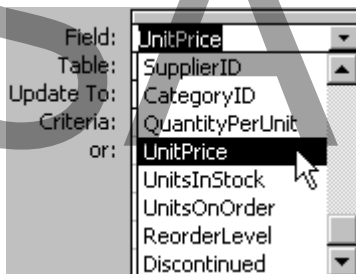 Field: UnitPrice
Table: SupplierID
Update To: CategoryID
Criteria: QuantityPerUnit
or: UnitPrice
UnitsInStock
UnitsOnOrder
ReorderLevel
Discontinued